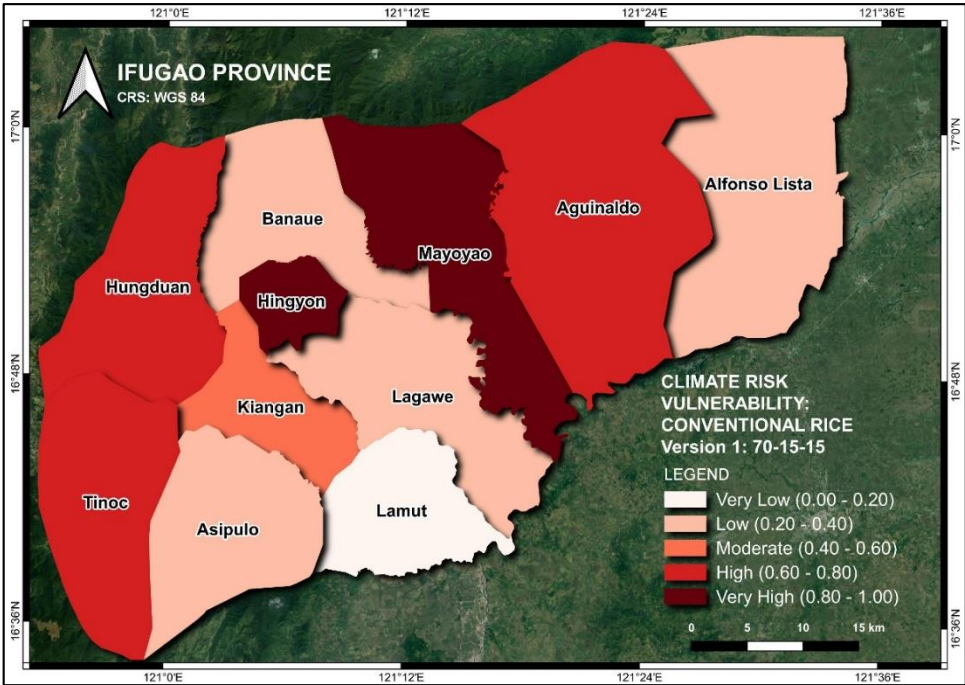 121°0'E 121°12'E 121°24'E 121°36'E
IFUGAO PROVINCE
CRS: WGS 84
17°0'N 17°0'N
Alfonso Lista
Aguinaldo
Banaue
Mayoyao
Hungduan
Hingyon
16°48'N 16°48'N
Lagawe
Kiangan
CLIMATE RISK
VULNERABILITY:
CONVENTIONAL RICE
Version 1: 70-15-15
LEGEND
Very Low (0.00 - 0.20)
Low (0.20 - 0.40)
Moderate (0.40 - 0.60)
High (0.60 - 0.80)
Very High (0.80 - 1.00)
Tinoc
Lamut
Asipulo
16°36'N 16°36'N
0 5 10 15 km
121°0'E 121°12'E 121°24'E 121°36'E